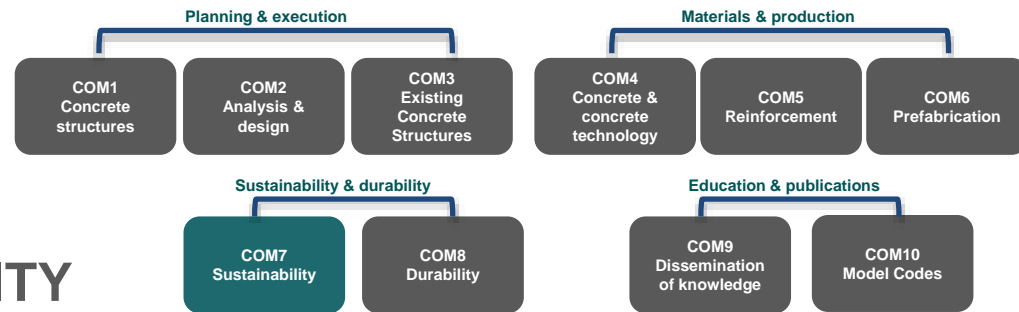 Planning & execution
Materials & production
COM1
Concrete
structures
COM2
Analysis &
design
COM3
Existing
Concrete
Structures
COM4
Concrete &
concrete
technology
COM5
Reinforcement
COM6
Prefabrication
Sustainability & durability
Education & publications
COM7
Sustainability
COM8
Durability
COM9
Dissemination
of knowledge
COM10
Model Codes
ITY